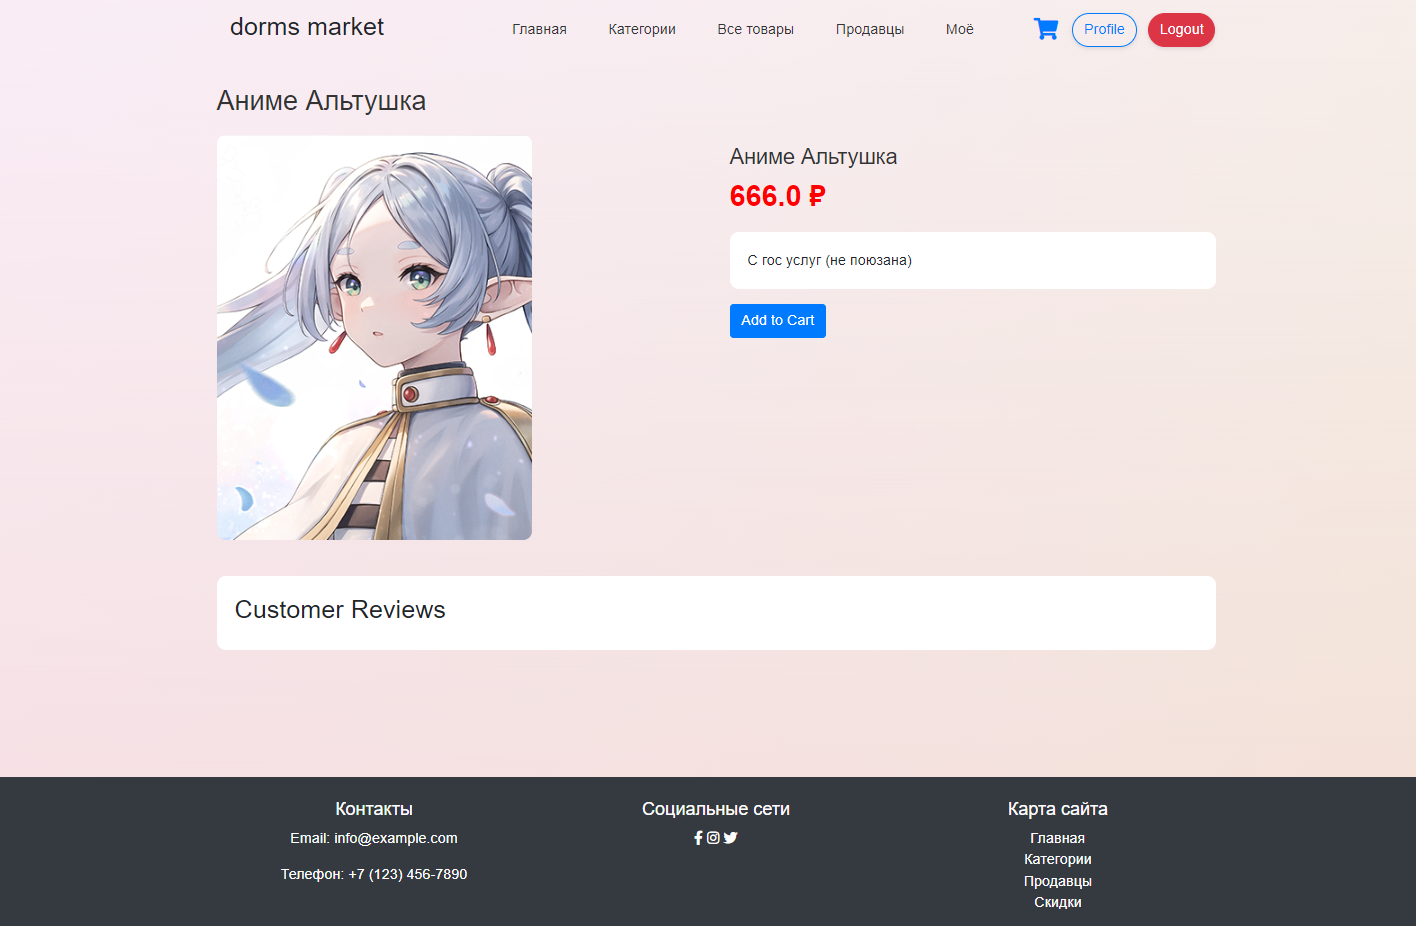 dorms market
Главная Категории Все товары Продавцы Моё Profile Logout
Аниме Альтушка
Аниме Альтушка
666.0 ₽
С гос услуг (не поюзана)
Add to Cart
Customer Reviews
Контакты
Email: info@example.com
Телефон: +7 (123) 456-7890
Социальные сети
Карта сайта
Главная
Категории
Продавцы
Скидки